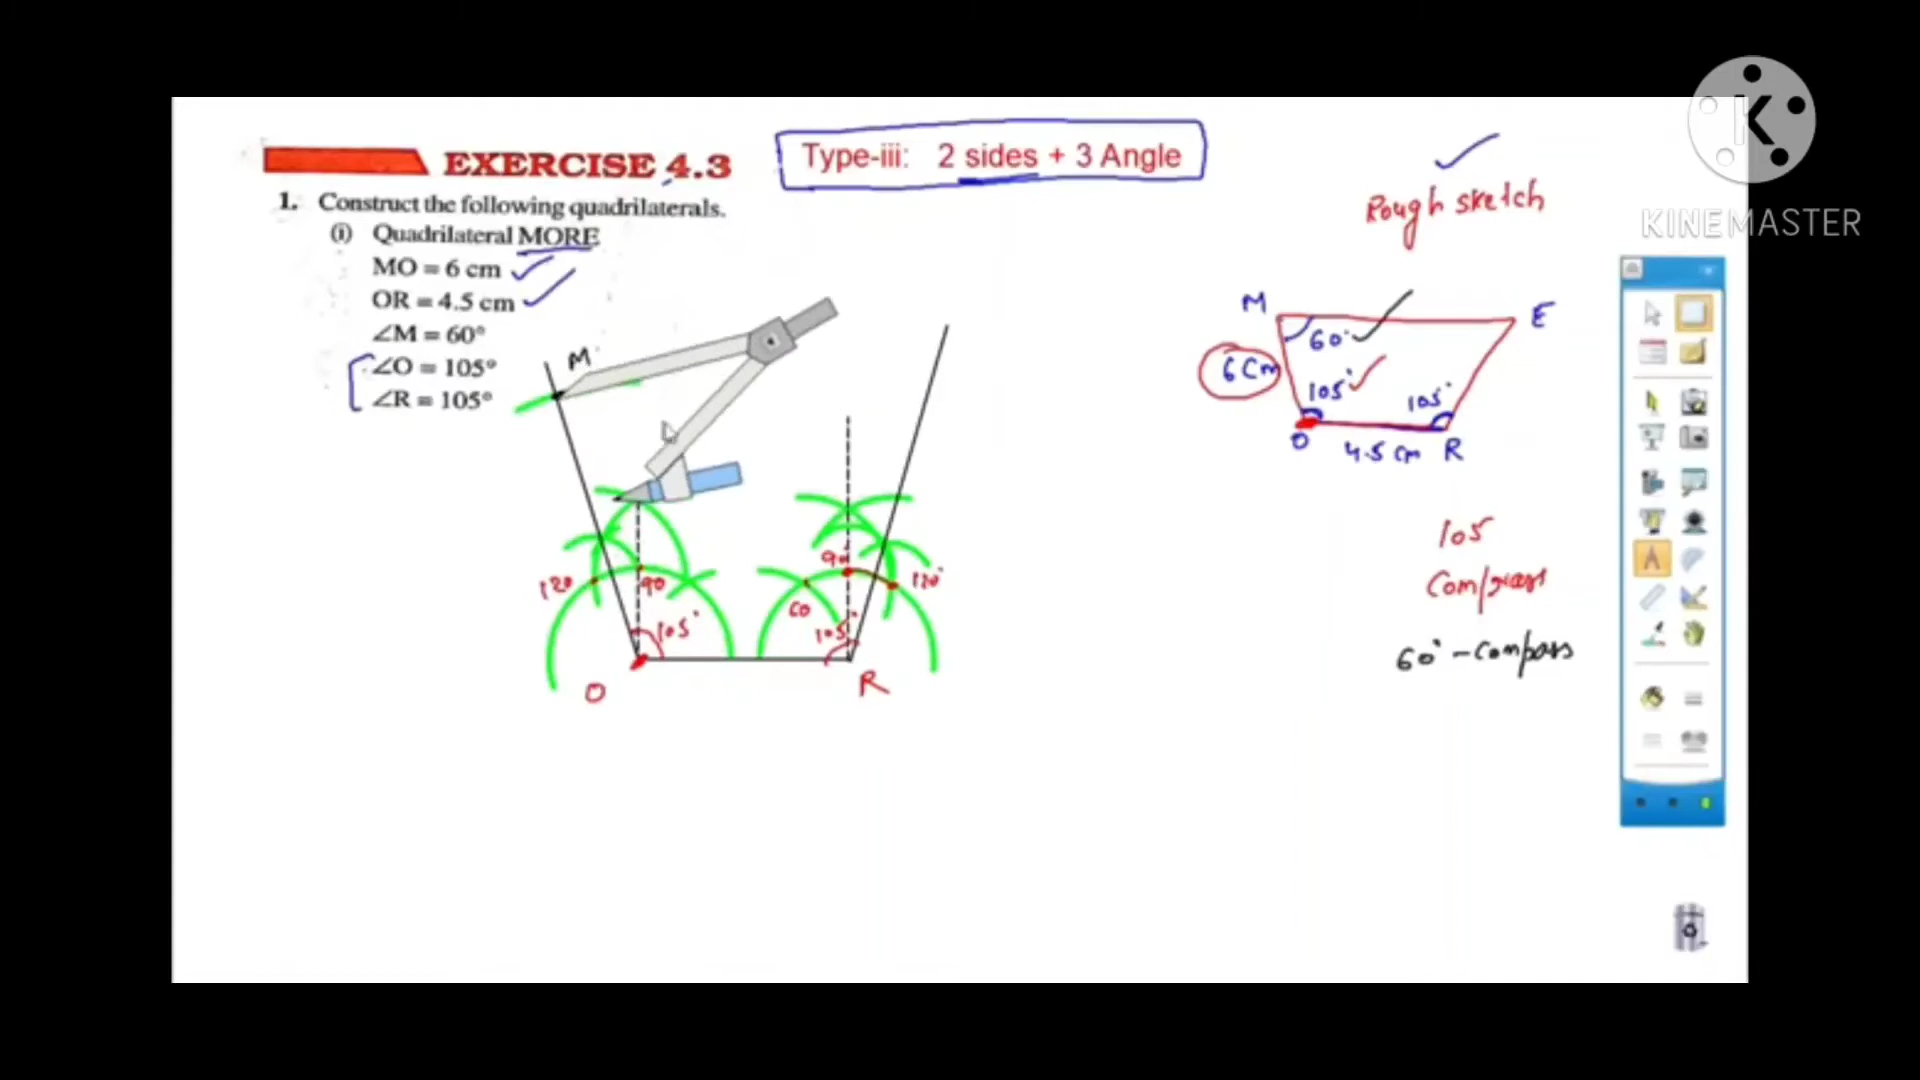 EXERCISE 4.3
Type-iii: 2 sides + 3 Angle
1. Construct the following quadrilaterals.
(i) Quadrilateral MORE
MO = 6 cm
OR = 4.5 cm
∠M = 60°
∠O = 105°
∠R = 105°
Rough sketch
KINEMASTER
K
M E
60°
6 Cm
105° 105°
O 4.5 cm R
M
120 90
105°
O
90 120°
60
105°
R
105
Compass
60° - Compass
A